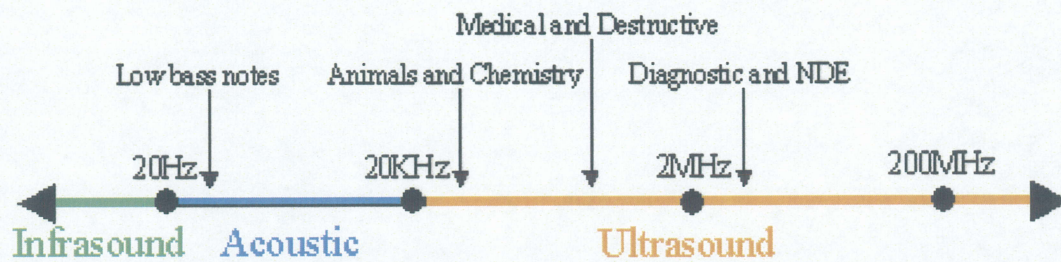 Medical and Destructive
Low bass notes Animals and Chemistry Diagnostic and NDE
20Hz 20KHz 2MHz 200MHz
Infrasound Acoustic Ultrasound